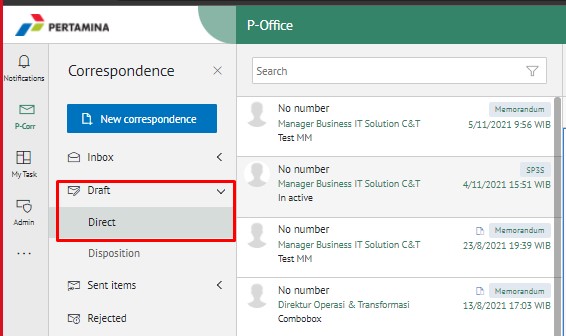 PERTAMINA
P-Office
Notifications
P-Corr
My Task
Admin
Correspondence
New correspondence
Inbox
Draft
Direct
Disposition
Sent items
Rejected
Search
No number
Memorandum
Manager Business IT Solution C&T
5/11/2021 9:56 WIB
Test MM
No number
SP3S
Manager Business IT Solution C&T
4/11/2021 15:51 WIB
In active
No number
Memorandum
Manager Business IT Solution C&T
23/8/2021 19:39 WIB
Test MM
No number
Memorandum
Direktur Operasi & Transformasi
13/8/2021 17:03 WIB
Combobox